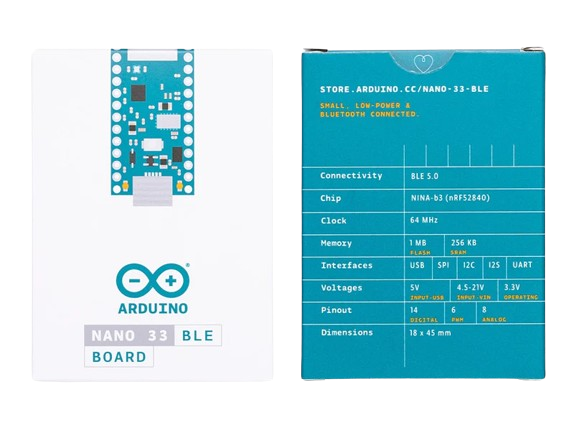 ARDUINO
NANO 33 BLE
BOARD
STORE.ARDUINO.CC/NANO-33-BLE
SMALL, LOW-POWER &
BLUETOOTH CONNECTED.
Connectivity BLE 5.0
Chip NINA-b3 (nRF52840)
Clock 64 MHz
Memory 1 MB 256 KB
FLASH SRAM
Interfaces USB SPI I2C I2S UART
Voltages 5V 4.5-21V 3.3V
INPUT-USB INPUT-VIN OPERATING
Pinout 14 6 8
DIGITAL PWM ANALOG
Dimensions 18 x 45 mm